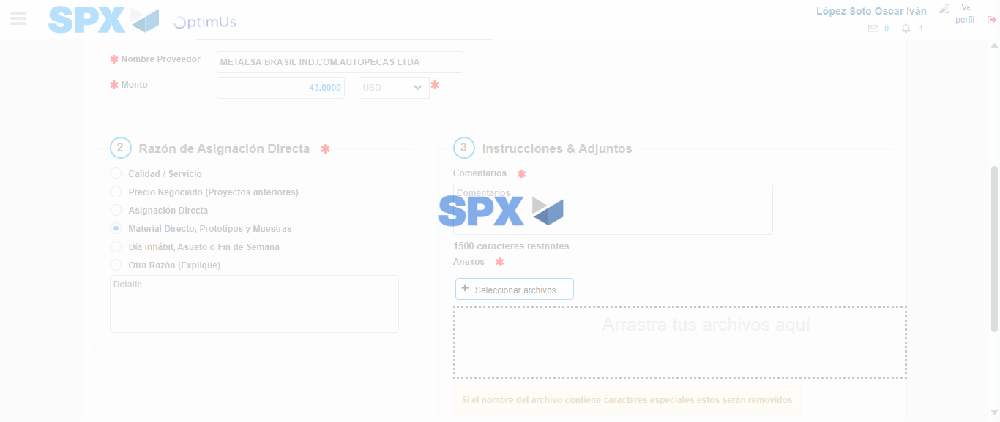 SPX
OptimUs
López Soto Oscar Iván
Ve
perfil
0
1
Nombre Proveedor
METALSA BRASIL IND.COM.AUTOPECAS LTDA
Monto
43.0000
USD
2
Razón de Asignación Directa
Calidad / Servicio
Precio Negociado (Proyectos anteriores)
Asignación Directa
Material Directo, Prototipos y Muestras
Día inhábil, Asueto o Fin de Semana
Otra Razón (Explique)
Detalle
3
Instrucciones & Adjuntos
Comentarios
Comentarios
SPX
1500 caracteres restantes
Anexos
Seleccionar archivos...
Arrastra tus archivos aquí
Si el nombre del archivo contiene caracteres especiales estos serán removidos